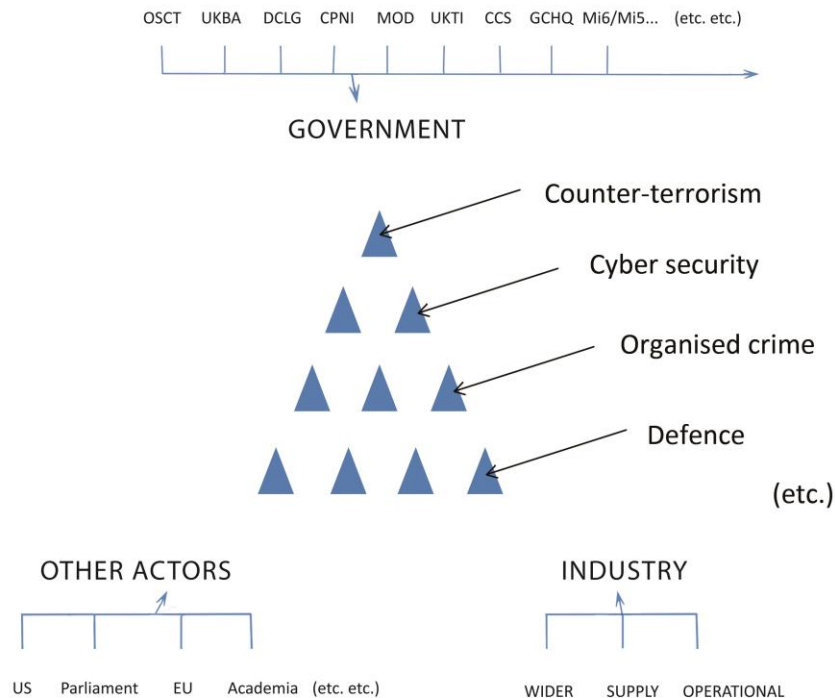 OSCT UKBA DCLG CPNI MOD UKTI CCS GCHQ Mi6/Mi5... (etc. etc.)
GOVERNMENT
Counter-terrorism
Cyber security
Organised crime
Defence
(etc.)
OTHER ACTORS INDUSTRY
US Parliament EU Academia (etc. etc.) WIDER SUPPLY OPERATIONAL